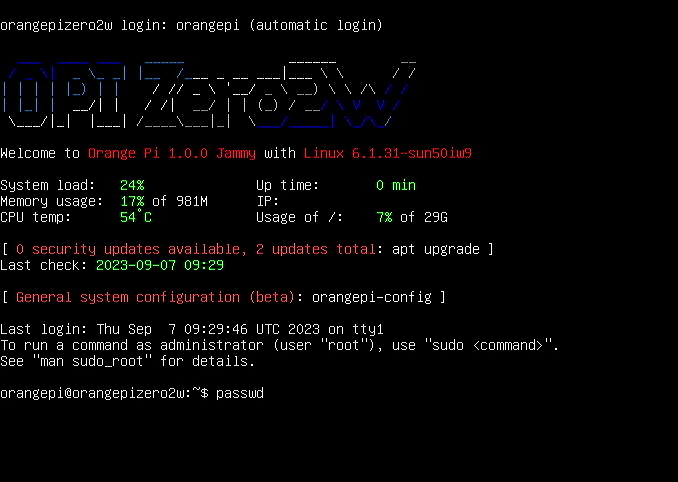 orangepizero2w login: orangepi (automatic login)
OPI Zero2W
Welcome to Orange Pi 1.0.0 Jammy with Linux 6.1.31-sun50iw9
System load:   24%              Up time:       0 min
Memory usage:  17% of 981M      IP:
CPU temp:      54°C             Usage of /:    7% of 29G
[ 0 security updates available, 2 updates total: apt upgrade ]
Last check: 2023-09-07 09:29
[ General system configuration (beta): orangepi-config ]
Last login: Thu Sep  7 09:29:46 UTC 2023 on tty1
To run a command as administrator (user "root"), use "sudo <command>".
See "man sudo_root" for details.
orangepi@orangepizero2w:~$ passwd